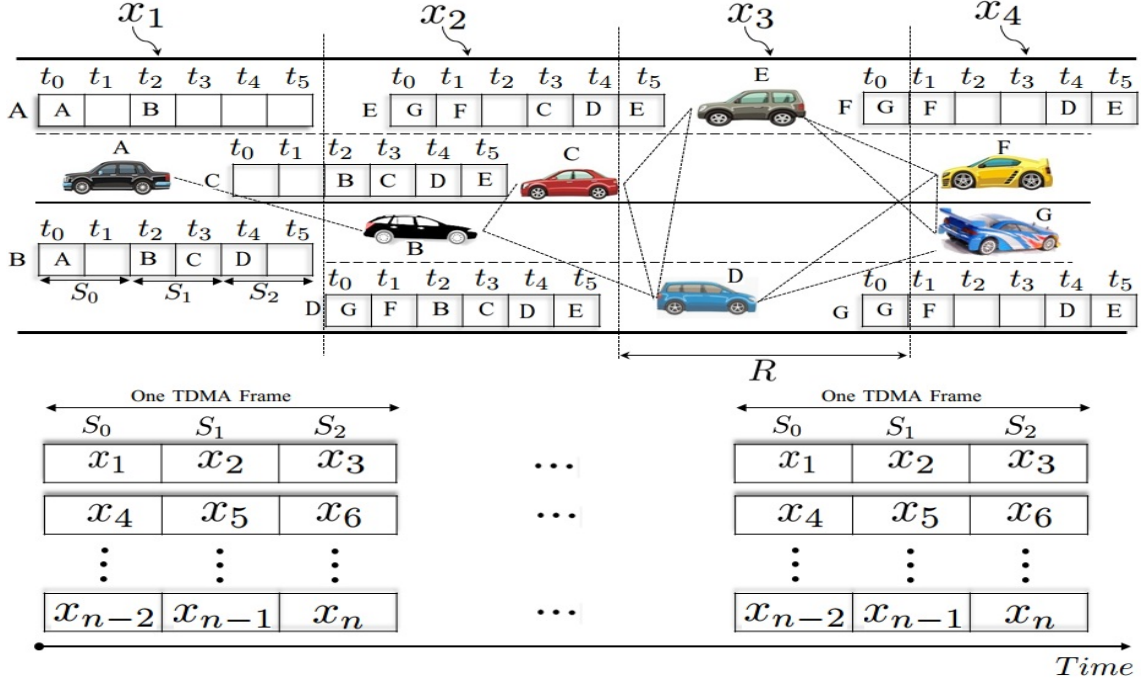 x1 x2 x3 x4
t0 t1 t2 t3 t4 t5 t0 t1 t2 t3 t4 t5 E t0 t1 t2 t3 t4 t5
A A B E G F C D E F G F D E
A t0 t1 t2 t3 t4 t5 C F
C B C D E
t0 t1 t2 t3 t4 t5 B G
B A B C D
S0 S1 S2 t0 t1 t2 t3 t4 t5 D t0 t1 t2 t3 t4 t5
D G F B C D E G G F D E
R
One TDMA Frame One TDMA Frame
S0 S1 S2 S0 S1 S2
x1 x2 x3 ... x1 x2 x3
x4 x5 x6 ... x4 x5 x6
xn−2 xn−1 xn ... xn−2 xn−1 xn
Time